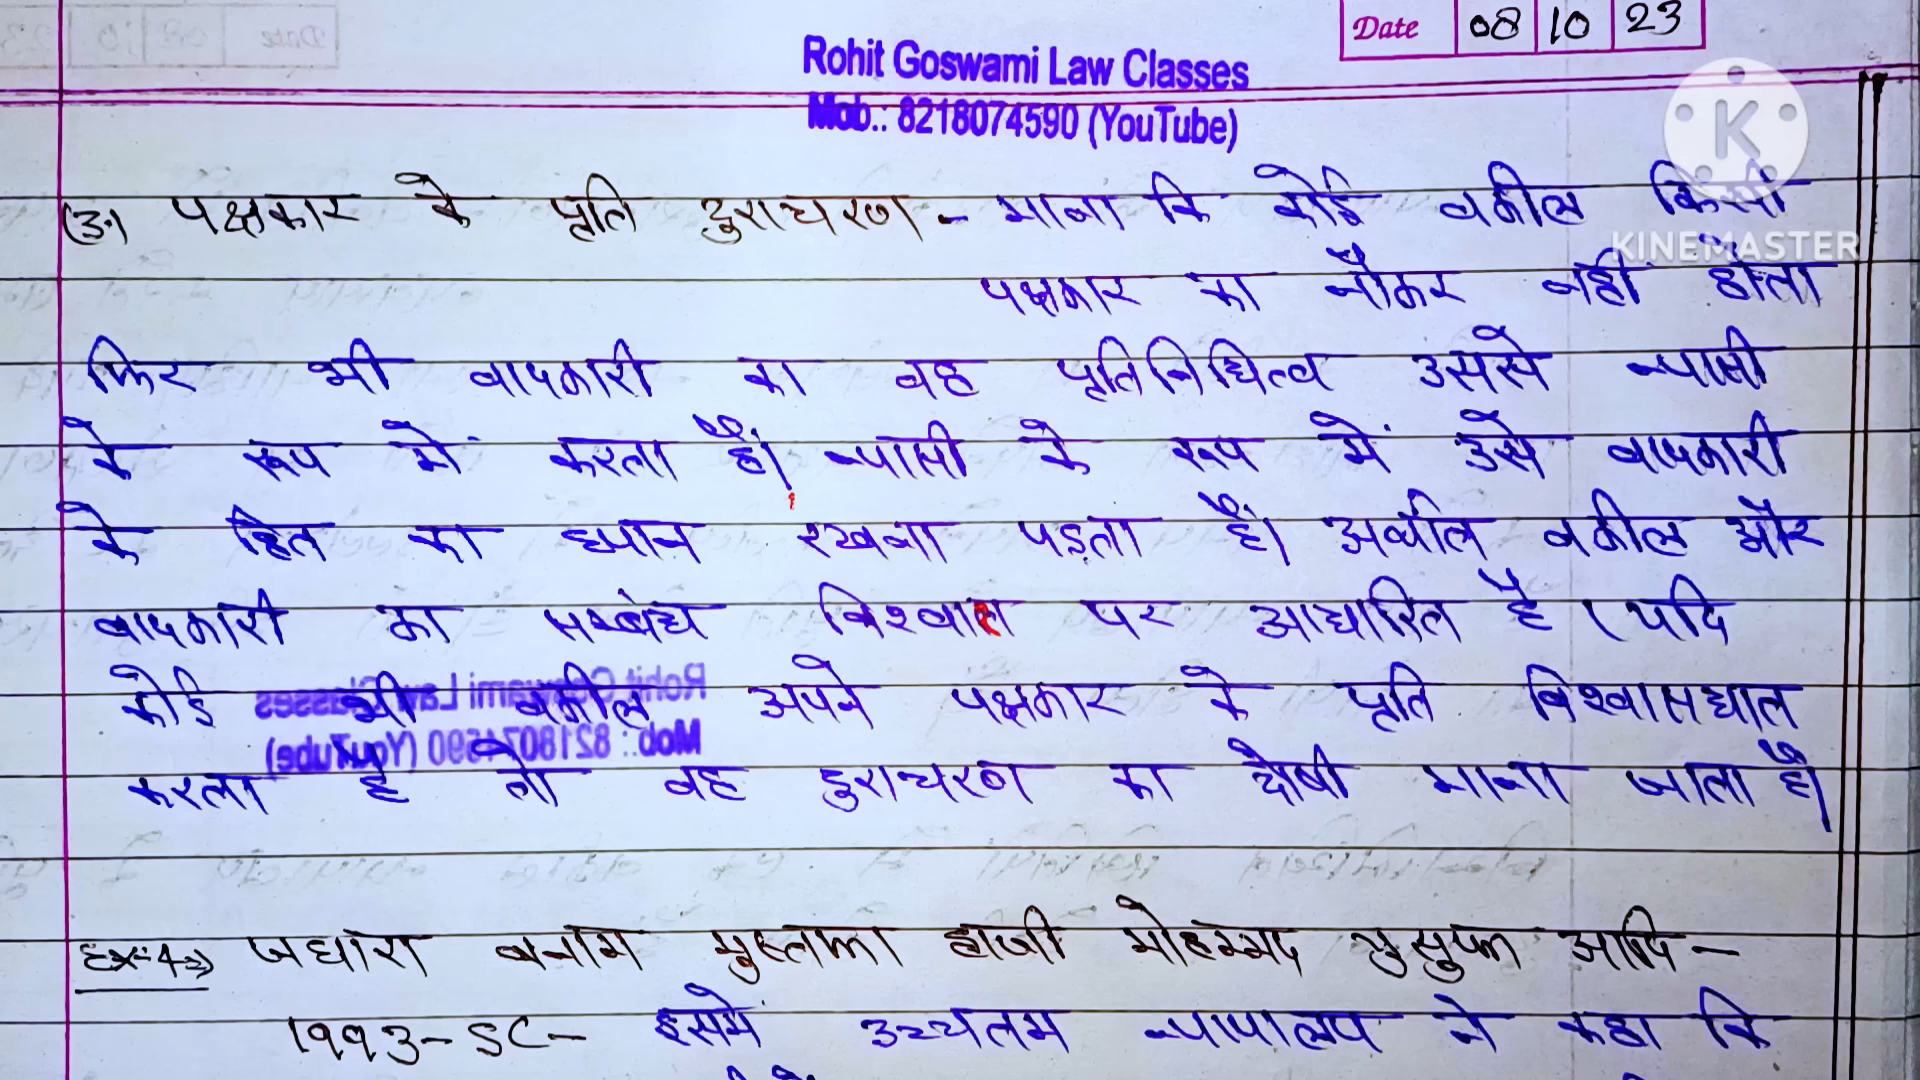 Date 08 10 23
Rohit Goswami Law Classes
Mob.: 8218074590 (YouTube)
KINEMASTER
(3) पक्षकार के प्रति दुराचरण - माना कि कोई वकील किसी
पक्षकार का नौकर नहीं होता
फिर भी वादकारी का वह प्रतिनिधित्व उससे न्यासी
के रूप में करता है। न्यासी के रूप में उसे वादकारी
के हित का ध्यान रखना पड़ता है। अर्थात वकील और
वादकारी का सम्बंध विश्वास पर आधारित है। यदि
कोई भी वकील अपने पक्षकार के प्रति विश्वासघात
करता है तो वह दुराचरण का दोषी माना जाता है।
Ex-4⇒ बनाम मुस्तफा हाजी मोहम्मद युसुफ आदि -
1993- SC- इसमें उच्चतम न्यायालय ने कहा कि